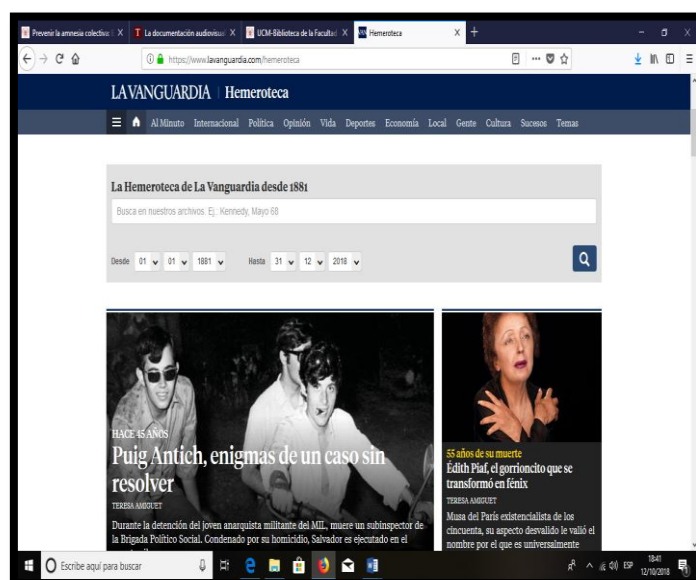 Prevenir la amnesia colectiva:
La documentación audiovisual
UCM-Biblioteca de la Facultad
Hemeroteca
https://www.lavanguardia.com/hemeroteca
LAVANGUARDIA | Hemeroteca
Al Minuto Internacional Política Opinión Vida Deportes Economía Local Gente Cultura Sucesos Temas
La Hemeroteca de La Vanguardia desde 1881
Busca en nuestros archivos. Ej.: Kennedy, Mayo 68
Desde 01 01 1881 Hasta 31 12 2018
HACE 45 AÑOS
Puig Antich, enigmas de un caso sin
resolver
TERESA AMIGUET
Durante la detención del joven anarquista militante del MIL, muere un subinspector de
la Brigada Político Social. Condenado por su homicidio, Salvador es ejecutado en el
55 años de su muerte
Édith Piaf, el gorrioncito que se
transformó en fénix
TERESA AMIGUET
Musa del París existencialista de los
cincuenta, su aspecto desvalido le valió el
nombre por el que es universalmente
Escribe aquí para buscar
ESP
18:41
12/10/2018